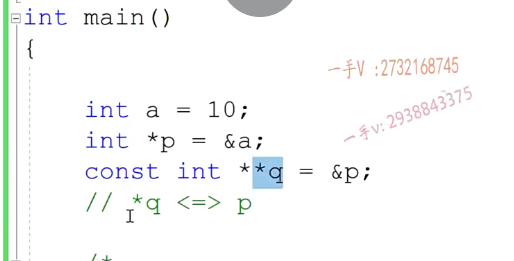 int main()
{
一手V :2732168745
int a = 10;
一手v:2938843375
int *p = &a;
const int **q = &p;
// *q <=> p
/*